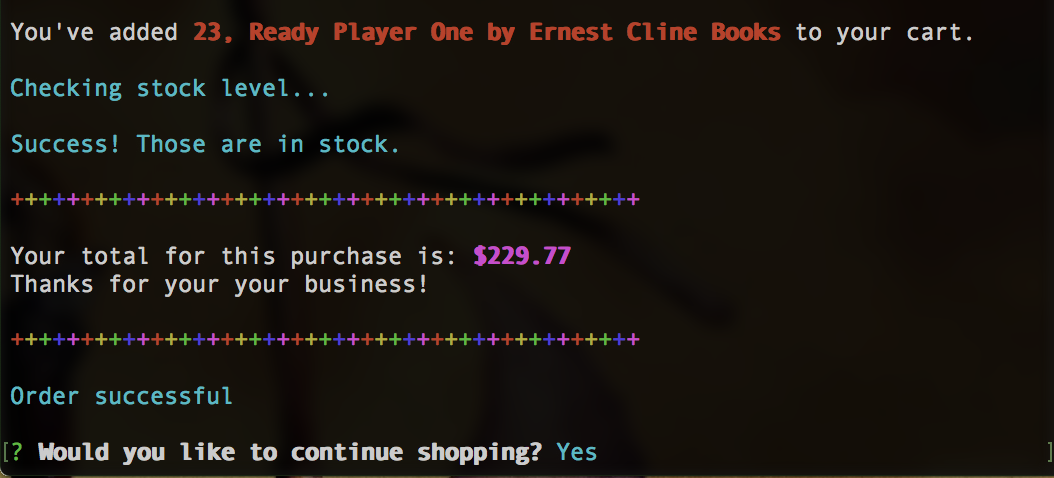 You've added 23, Ready Player One by Ernest Cline Books to your cart.
Checking stock level...
Success! Those are in stock.
+++++++++++++++++++++++++++++++++++++++++++++
Your total for this purchase is: $229.77
Thanks for your your business!
+++++++++++++++++++++++++++++++++++++++++++++
Order successful
[? Would you like to continue shopping? Yes ]